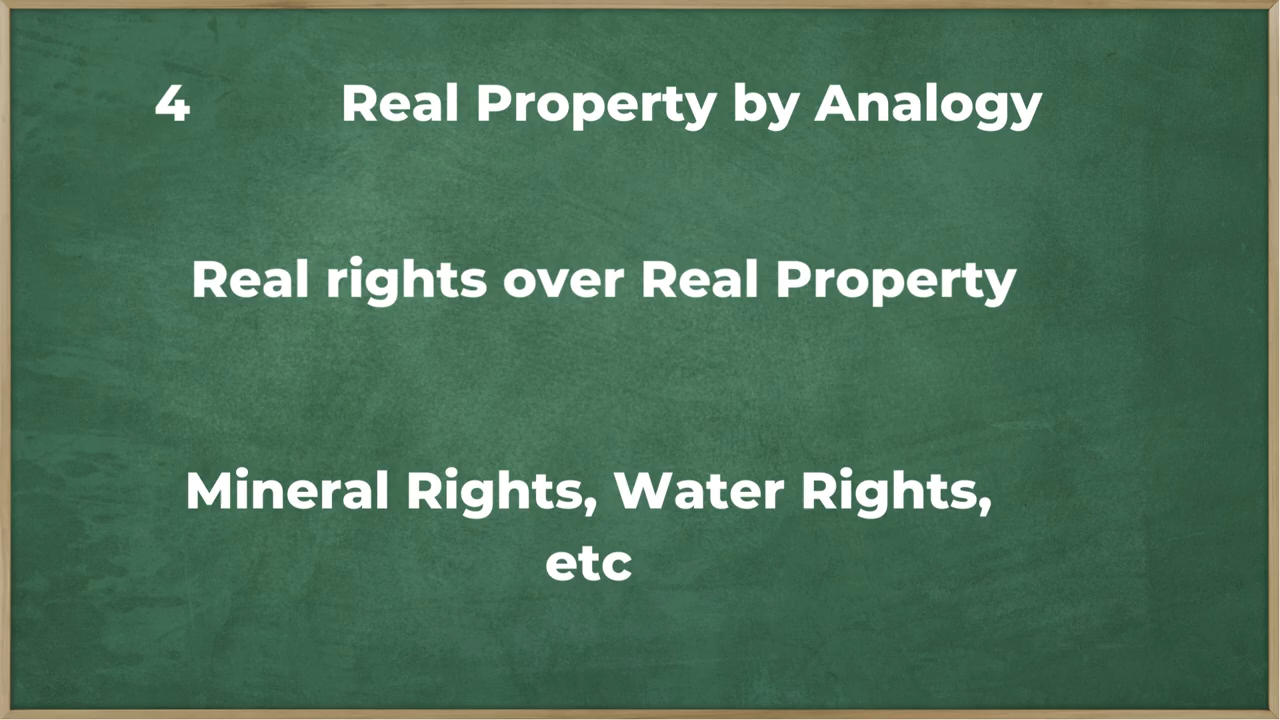 4 Real Property by Analogy
Real rights over Real Property
Mineral Rights, Water Rights,
etc